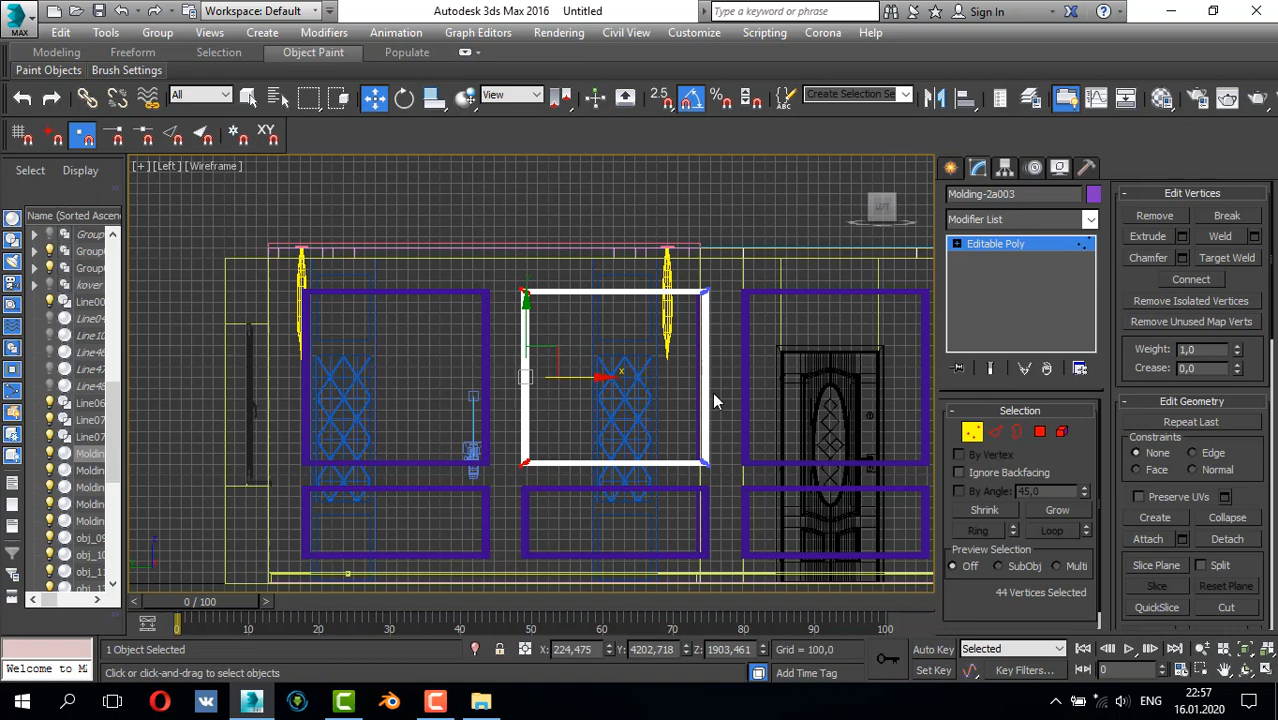 Workspace: Default
Autodesk 3ds Max 2016 Untitled
Type a keyword or phrase
Sign In
MAX
Edit Tools Group Views Create Modifiers Animation Graph Editors Rendering Civil View Customize Scripting Corona Help
Modeling Freeform Selection Object Paint Populate
Paint Objects Brush Settings
All
View
2.5
Create Selection Se
XY
[+] [Left] [Wireframe]
Select Display
Name (Sorted Ascen
Group
Group0
Group0
kover
Line00
Line04
Line10
Line46
Line47
Line48
Line06
Line07
Line07
Moldin
Moldin
Moldin
Moldin
Moldin
obj_09
obj_11
LEFT
x
Molding-2a003
Modifier List
Editable Poly
Selection
By Vertex
Ignore Backfacing
By Angle: 45,0
Shrink Grow
Ring Loop
Preview Selection
Off SubObj Multi
44 Vertices Selected
Edit Vertices
Remove Break
Extrude Weld
Chamfer Target Weld
Connect
Remove Isolated Vertices
Remove Unused Map Verts
Weight: 1,0
Crease: 0,0
Edit Geometry
Repeat Last
Constraints
None Edge
Face Normal
Preserve UVs
Create Collapse
Attach Detach
Slice Plane Split
Slice Reset Plane
QuickSlice Cut
0 / 100
0 10 20 30 40 50 60 70 80 90 100
1 Object Selected
X: 224,475 Y: 4202,718 Z: 1903,461 Grid = 100,0
Auto Key Selected
Welcome to M
Click or click-and-drag to select objects
Add Time Tag
Set Key Key Filters...
0
ENG
22:57
16.01.2020